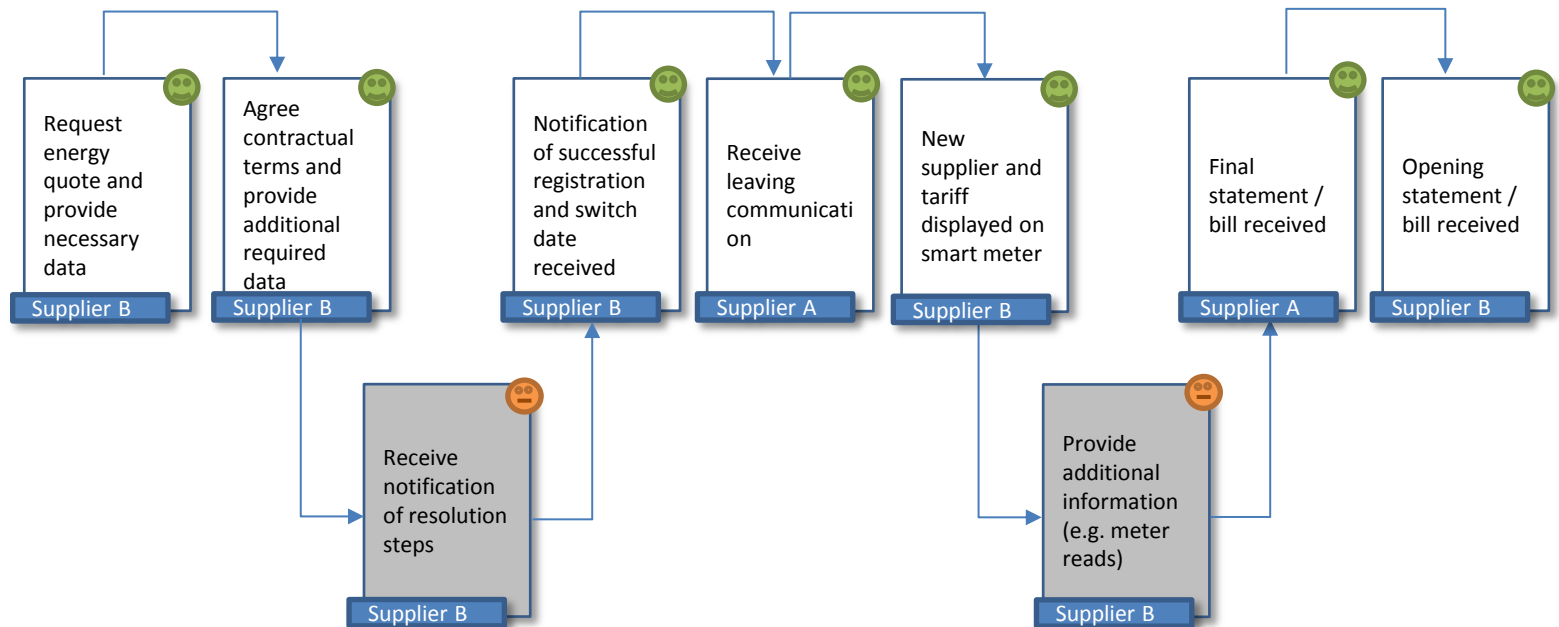 Request
energy
quote and
provide
necessary
data
Supplier B
Agree
contractual
terms and
provide
additional
required
data
Supplier B
Notification
of successful
registration
and switch
date
received
Supplier B
Receive
leaving
communicati
on
Supplier A
New
supplier and
tariff
displayed on
smart meter
Supplier B
Final
statement /
bill received
Supplier A
Opening
statement /
bill received
Supplier B
Receive
notification
of resolution
steps
Supplier B
Provide
additional
information
(e.g. meter
reads)
Supplier B